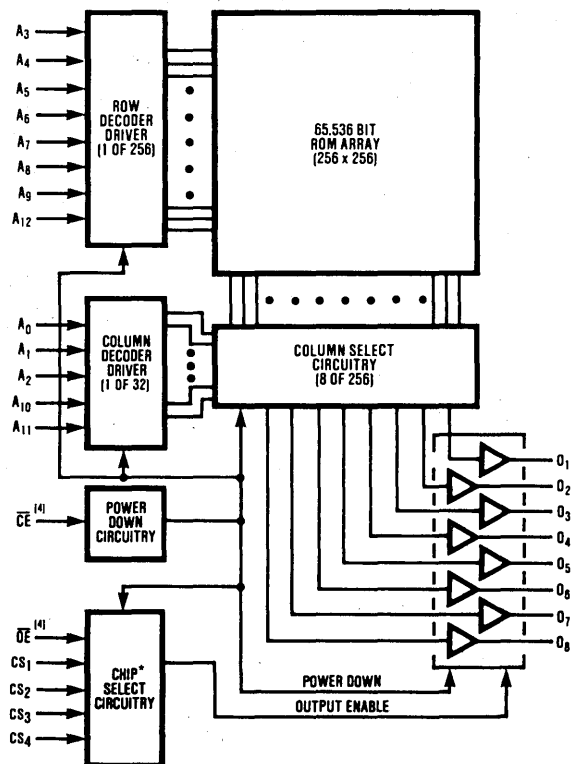 A3
A4
A5
A6
A7
A8
A9
A12
ROW
DECODER
DRIVER
(1 OF 256)
65,536 BIT
ROM ARRAY
(256 x 256)
A0
A1
A2
A10
A11
COLUMN
DECODER
DRIVER
(1 OF 32)
COLUMN SELECT
CIRCUITRY
(8 OF 256)
O1
O2
O3
O4
O5
O6
O7
O8
CE [4]
POWER
DOWN
CIRCUITRY
OE [4]
CS1
CS2
CS3
CS4
CHIP*
SELECT
CIRCUITRY
POWER DOWN
OUTPUT ENABLE